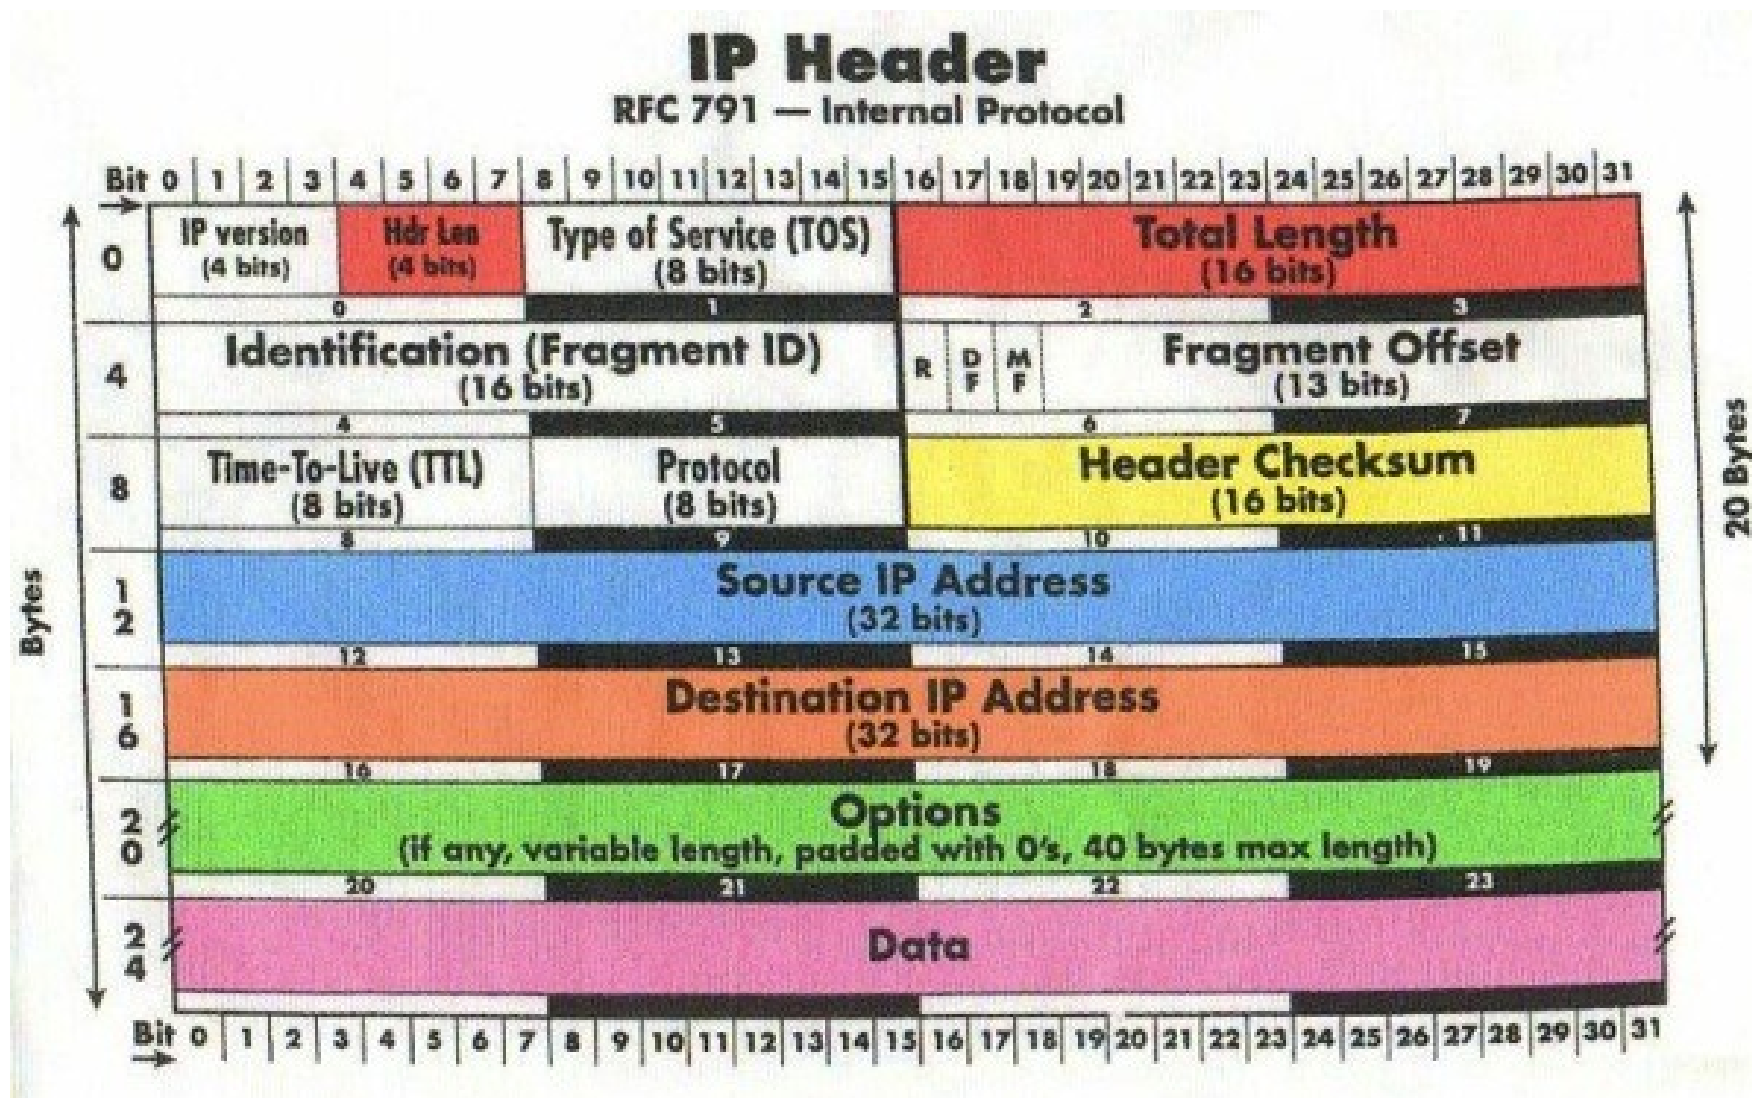 IP Header
RFC 791 — Internal Protocol
Bit 0 1 2 3 4 5 6 7 8 9 10 11 12 13 14 15 16 17 18 19 20 21 22 23 24 25 26 27 28 29 30 31
0 IP version Hdr Len Type of Service (TOS) Total Length
(4 bits) (4 bits) (8 bits) (16 bits)
0 1 2 3
4 Identification (Fragment ID) R DF MF Fragment Offset
(16 bits) (13 bits)
4 5 6 7
8 Time-To-Live (TTL) Protocol Header Checksum
(8 bits) (8 bits) (16 bits)
8 9 10 11
12 Source IP Address
(32 bits)
12 13 14 15
16 Destination IP Address
(32 bits)
16 17 18 19
20 Options
(if any, variable length, padded with 0's, 40 bytes max length)
20 21 22 23
24 Data
Bit 0 1 2 3 4 5 6 7 8 9 10 11 12 13 14 15 16 17 18 19 20 21 22 23 24 25 26 27 28 29 30 31
Bytes
20 Bytes